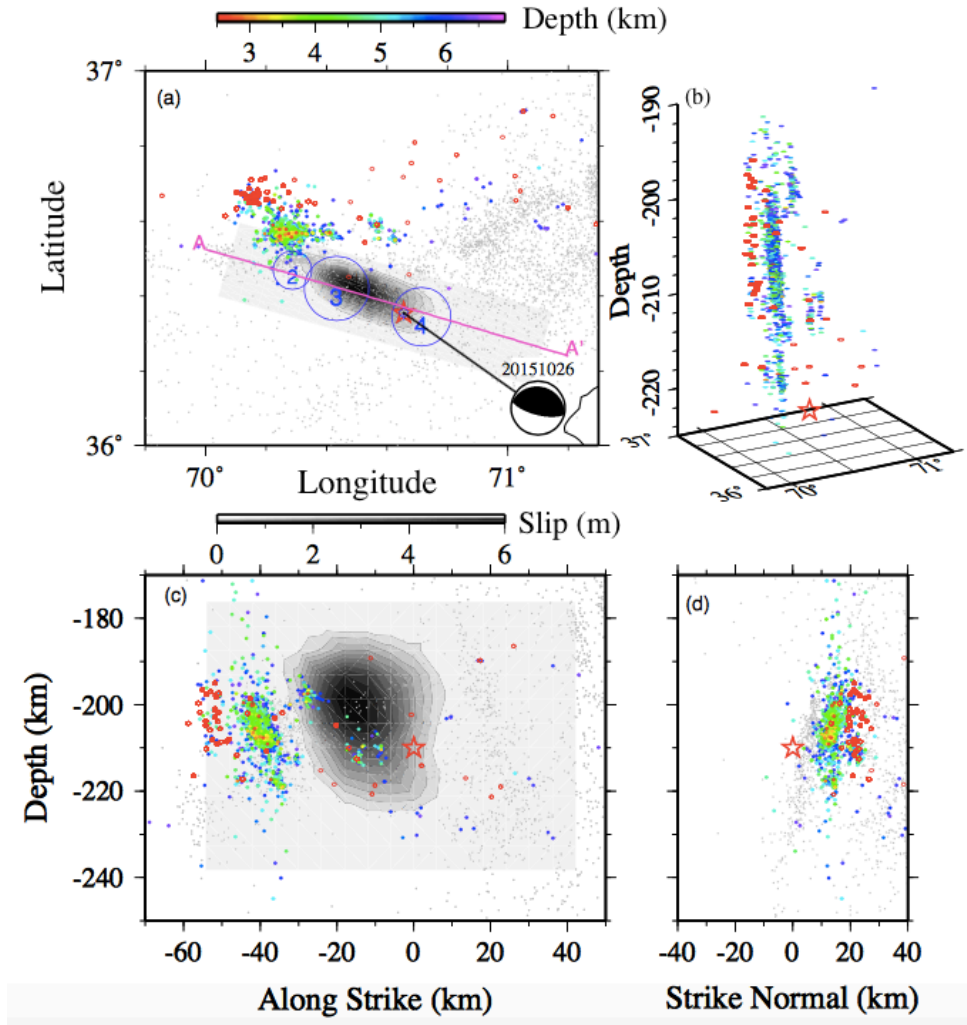 Depth (km)
3 4 5 6
37°
(a)
Latitude
A
2
3
4
A'
20151026
36°
70° 71°
Longitude
(b)
-190
-200
-210
-220
Depth
36° 70° 71°
Slip (m)
0 2 4 6
(c)
-180
-200
-220
-240
Depth (km)
-60 -40 -20 0 20 40
Along Strike (km)
(d)
-40 -20 0 20 40
Strike Normal (km)